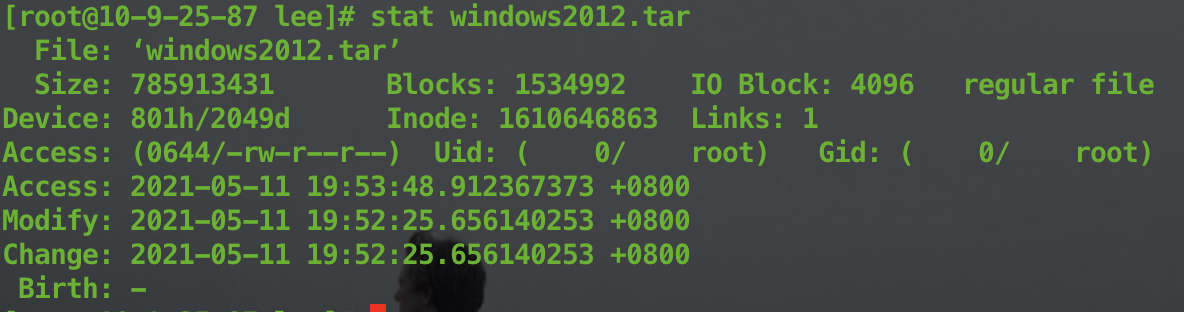 [root@10-9-25-87 lee]# stat windows2012.tar
  File: ‘windows2012.tar’
  Size: 785913431       Blocks: 1534992    IO Block: 4096   regular file
Device: 801h/2049d      Inode: 1610646863  Links: 1
Access: (0644/-rw-r--r--)  Uid: (    0/    root)   Gid: (    0/    root)
Access: 2021-05-11 19:53:48.912367373 +0800
Modify: 2021-05-11 19:52:25.656140253 +0800
Change: 2021-05-11 19:52:25.656140253 +0800
 Birth: -